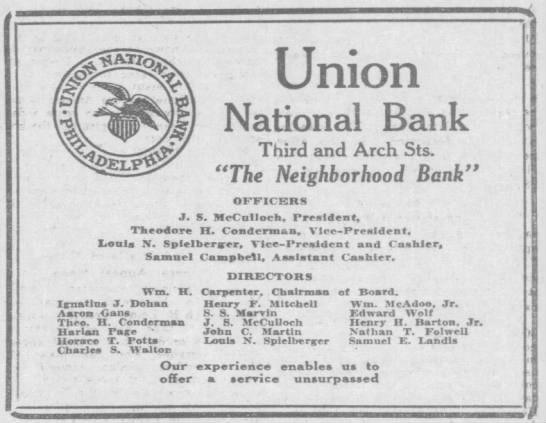 UNION NATIONAL BANK
PHILADELPHIA
Union
National Bank
Third and Arch Sts.
"The Neighborhood Bank"
OFFICERS
J. S. McCulloch, President,
Theodore H. Conderman, Vice-President,
Louis N. Spielberger, Vice-President and Cashier,
Samuel Campbell, Assistant Cashier.
DIRECTORS
Wm. H. Carpenter, Chairman of Board.
Ignatius J. Dohan Henry F. Mitchell Wm. McAdoo, Jr.
Aaron Gans S. S. Marvin Edward Wolf
Theo. H. Conderman J. S. McCulloch Henry H. Barton, Jr.
Harlan Page John C. Martin Nathan T. Folwell
Horace T. Potts Louis N. Spielberger Samuel E. Landis
Charles S. Walton
Our experience enables us to
offer a service unsurpassed